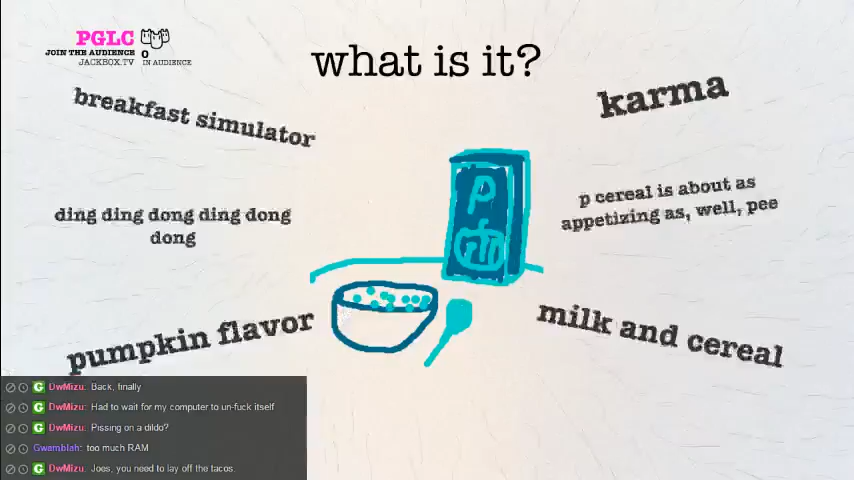 PGLC
JOIN THE AUDIENCE
JACKBOX.TV
0
IN AUDIENCE
what is it?
breakfast simulator
karma
ding ding dong ding dong
dong
p cereal is about as
appetizing as, well, pee
P
pumpkin flavor
milk and cereal
G DwMizu: Back, finally
G DwMizu: Had to wait for my computer to un-fuck itself
G DwMizu: Pissing on a dildo?
Gwamblah: too much RAM
G DwMizu: Joes, you need to lay off the tacos.